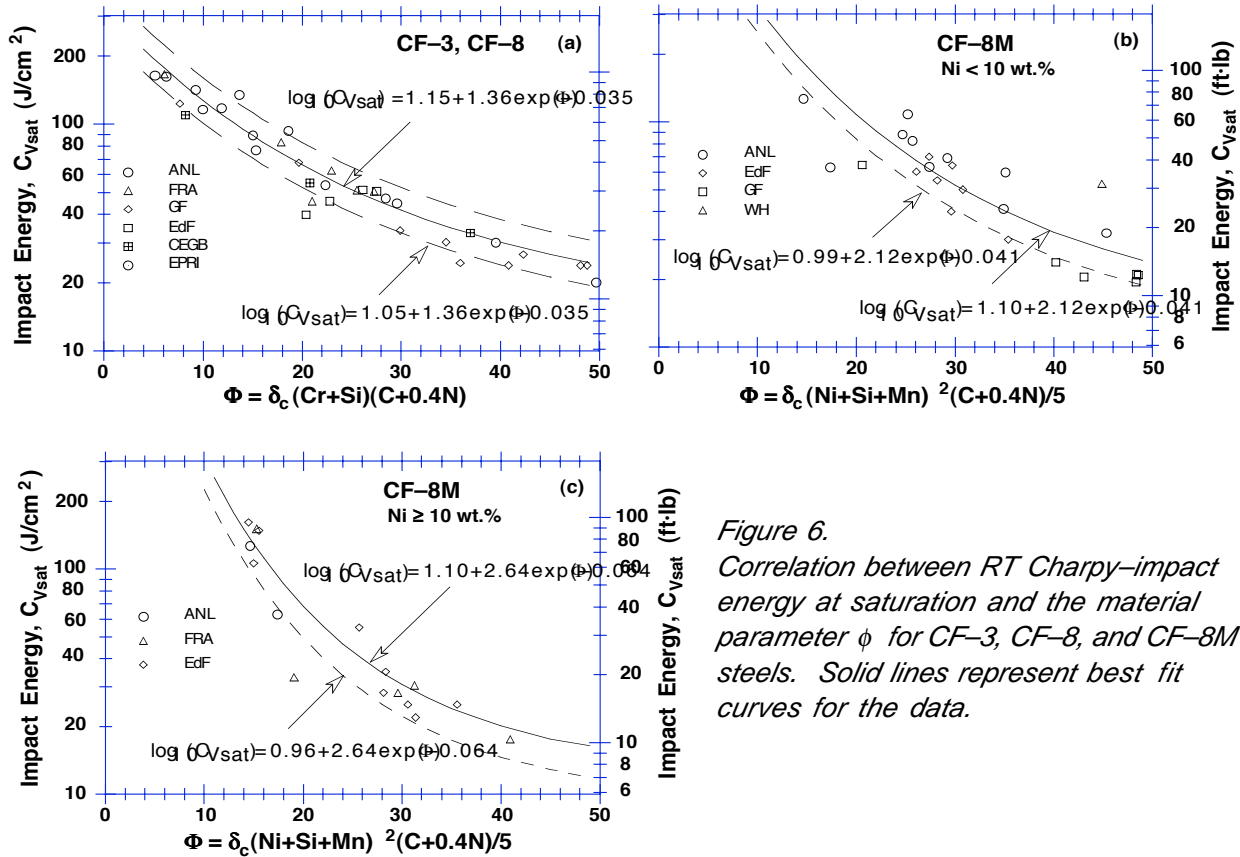 CF–3, CF–8 (a)
Impact Energy, C_Vsat (J/cm²)
200
100
80
60
40
20
10
log₁₀(C_Vsat)=1.15+1.36exp(–0.035Φ)
ANL
FRA
GF
EdF
CEGB
EPRI
log₁₀(C_Vsat)=1.05+1.36exp(–0.035Φ)
0 10 20 30 40 50
Φ = δc(Cr+Si)(C+0.4N)
CF–8M (b)
Ni < 10 wt.%
ANL
EdF
GF
WH
log₁₀(C_Vsat)=0.99+2.12exp(–0.041Φ)
log₁₀(C_Vsat)=1.10+2.12exp(–0.041Φ)
100
80
60
40
20
10
8
6
Impact Energy, C_Vsat (ft·lb)
0 10 20 30 40 50
Φ = δc(Ni+Si+Mn)²(C+0.4N)/5
CF–8M (c)
Ni ≥ 10 wt.%
Impact Energy, C_Vsat (J/cm²)
200
100
80
60
40
20
10
log₁₀(C_Vsat)=1.10+2.64exp(–0.064Φ)
ANL
FRA
EdF
log₁₀(C_Vsat)=0.96+2.64exp(–0.064Φ)
100
80
60
40
20
10
8
6
Impact Energy, C_Vsat (ft·lb)
0 10 20 30 40 50
Φ = δc(Ni+Si+Mn)²(C+0.4N)/5
Figure 6.
Correlation between RT Charpy–impact
energy at saturation and the material
parameter φ for CF–3, CF–8, and CF–8M
steels. Solid lines represent best fit
curves for the data.